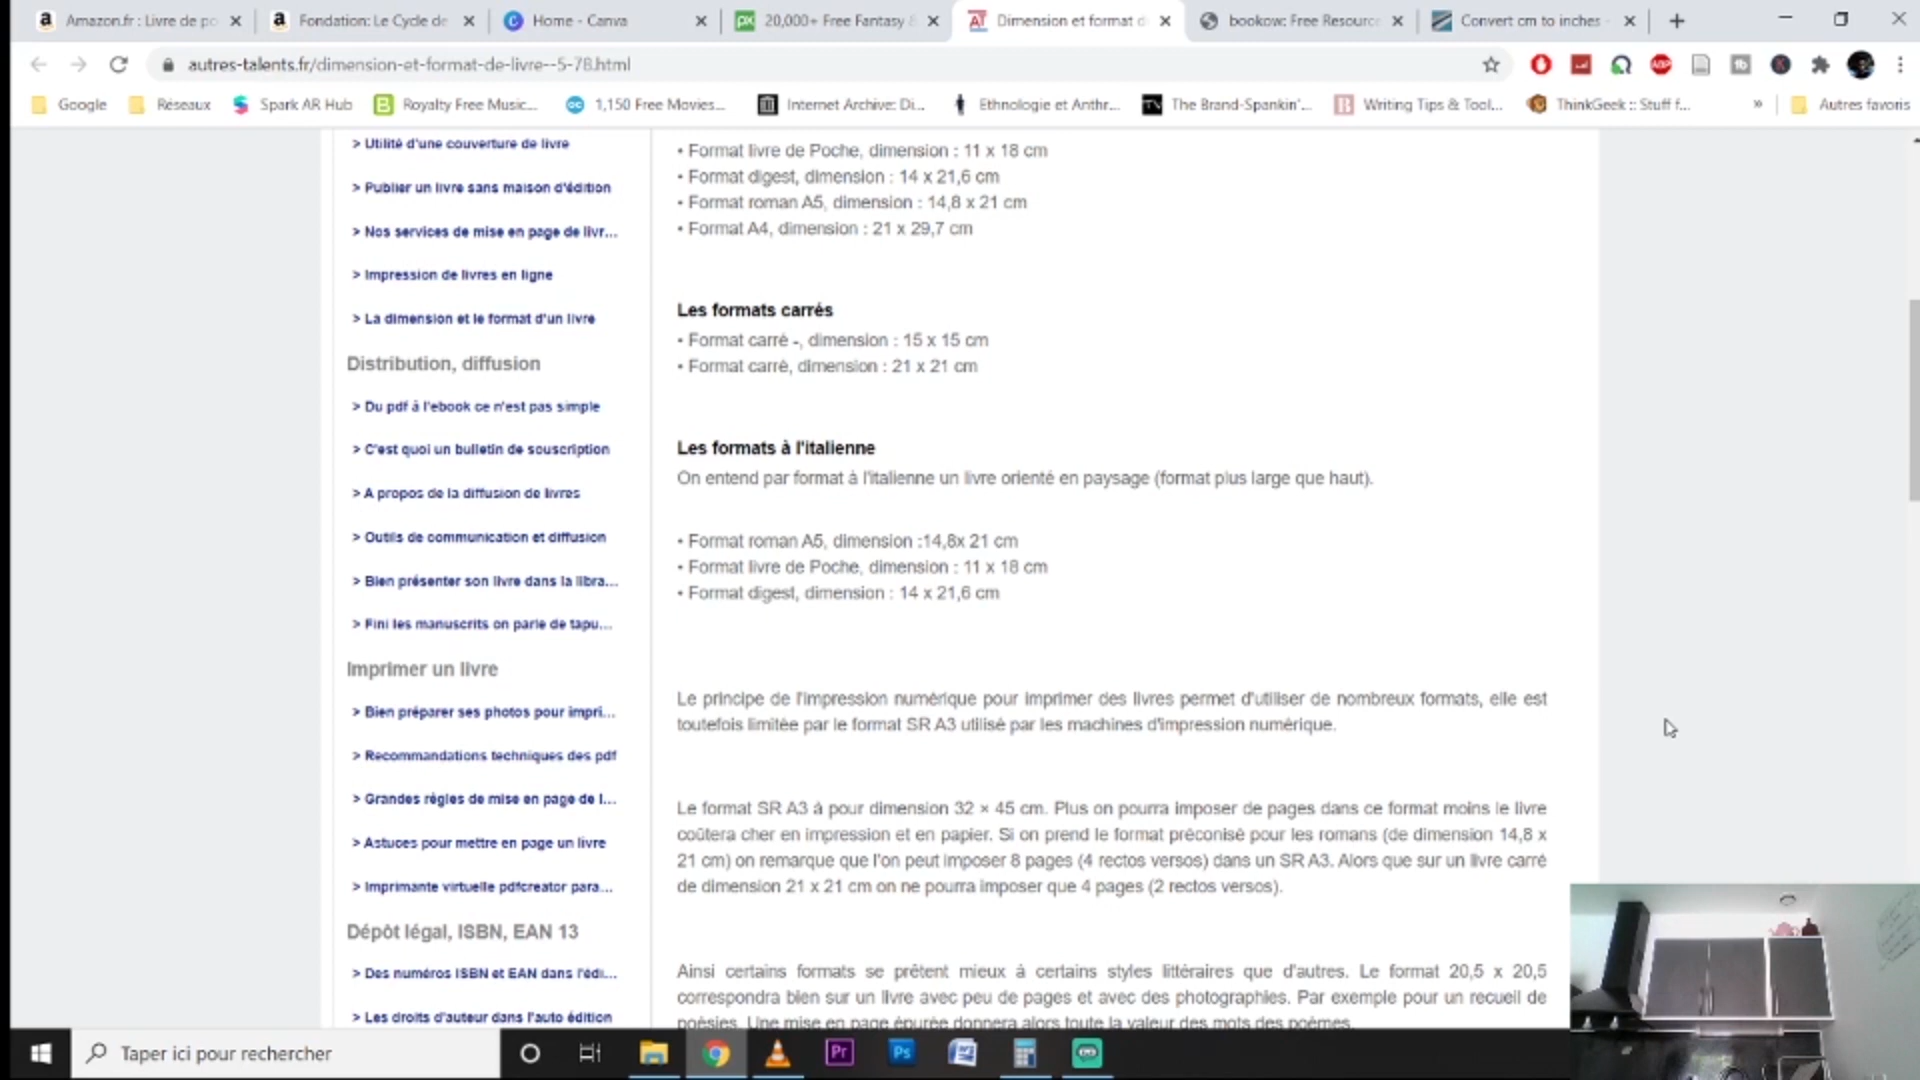 Amazon.fr : Livre de po
Fondation: Le Cycle de
Home - Canva
20,000+ Free Fantasy &
Dimension et format d
bookow: Free Resource
Convert cm to inches -
autres-talents.fr/dimension-et-format-de-livre--5-78.html
Google
Réseaux
Spark AR Hub
Royalty Free Music...
1,150 Free Movies...
Internet Archive: Di...
Ethnologie et Anthr...
The Brand-Spankin'...
Writing Tips & Tool...
ThinkGeek :: Stuff f...
Autres favoris
> Utilité d'une couverture de livre
> Publier un livre sans maison d'édition
> Nos services de mise en page de livr...
> Impression de livres en ligne
> La dimension et le format d'un livre
Distribution, diffusion
> Du pdf à l'ebook ce n'est pas simple
> C'est quoi un bulletin de souscription
> A propos de la diffusion de livres
> Outils de communication et diffusion
> Bien présenter son livre dans la libra...
> Fini les manuscrits on parle de tapu...
Imprimer un livre
> Bien préparer ses photos pour impri...
> Recommandations techniques des pdf
> Grandes règles de mise en page de l...
> Astuces pour mettre en page un livre
> Imprimante virtuelle pdfcreator para...
Dépôt légal, ISBN, EAN 13
> Des numéros ISBN et EAN dans l'édi...
> Les droits d'auteur dans l'auto édition
• Format livre de Poche, dimension : 11 x 18 cm
• Format digest, dimension : 14 x 21,6 cm
• Format roman A5, dimension : 14,8 x 21 cm
• Format A4, dimension : 21 x 29,7 cm
Les formats carrés
• Format carré -, dimension : 15 x 15 cm
• Format carré, dimension : 21 x 21 cm
Les formats à l'italienne
On entend par format à l'italienne un livre orienté en paysage (format plus large que haut).
• Format roman A5, dimension :14,8x 21 cm
• Format livre de Poche, dimension : 11 x 18 cm
• Format digest, dimension : 14 x 21,6 cm
Le principe de l'impression numérique pour imprimer des livres permet d'utiliser de nombreux formats, elle est
toutefois limitée par le format SR A3 utilisé par les machines d'impression numérique.
Le format SR A3 à pour dimension 32 × 45 cm. Plus on pourra imposer de pages dans ce format moins le livre
coûtera cher en impression et en papier. Si on prend le format préconisé pour les romans (de dimension 14,8 x
21 cm) on remarque que l'on peut imposer 8 pages (4 rectos versos) dans un SR A3. Alors que sur un livre carré
de dimension 21 x 21 cm on ne pourra imposer que 4 pages (2 rectos versos).
Ainsi certains formats se prêtent mieux à certains styles littéraires que d'autres. Le format 20,5 x 20,5
correspondra bien sur un livre avec peu de pages et avec des photographies. Par exemple pour un recueil de
poésies. Une mise en page épurée donnera alors toute la valeur des mots des poèmes.
Taper ici pour rechercher
Pr
Ps